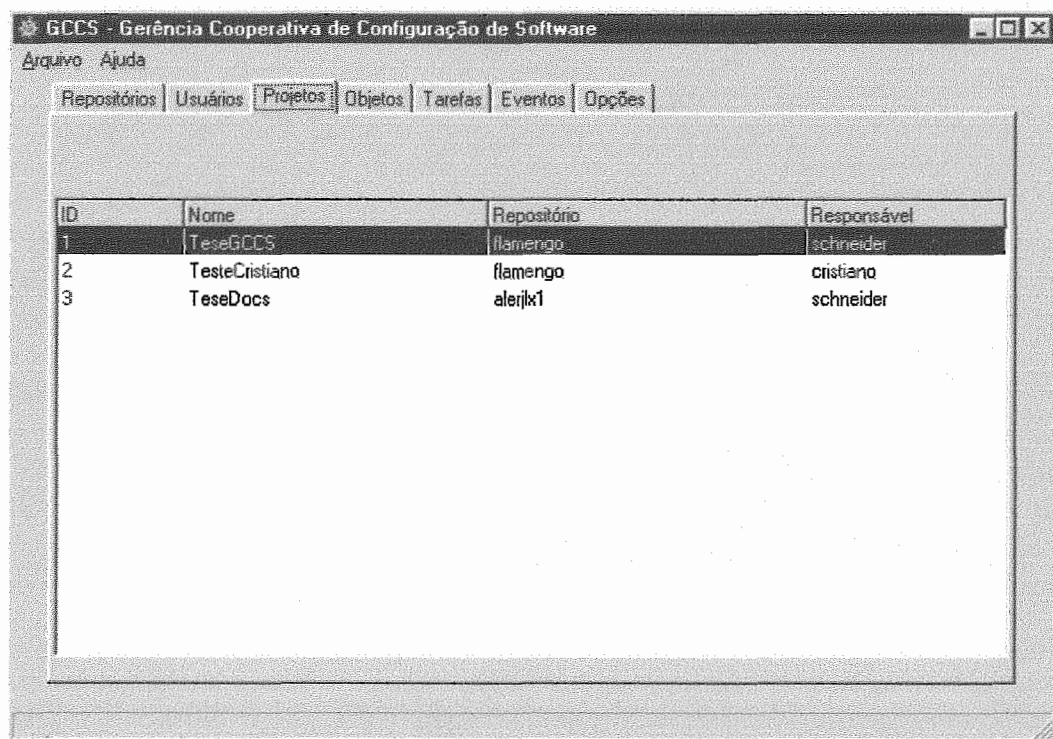 GCCS - Gerência Cooperativa de Configuração de Software
Arquivo Ajuda
Repositórios Usuários Projetos Objetos Tarefas Eventos Opções
ID Nome Repositório Responsável
1 TeseGCCS flamengo schneider
2 TesteCristiano flamengo cristiano
3 TeseDocs alerjlx1 schneider